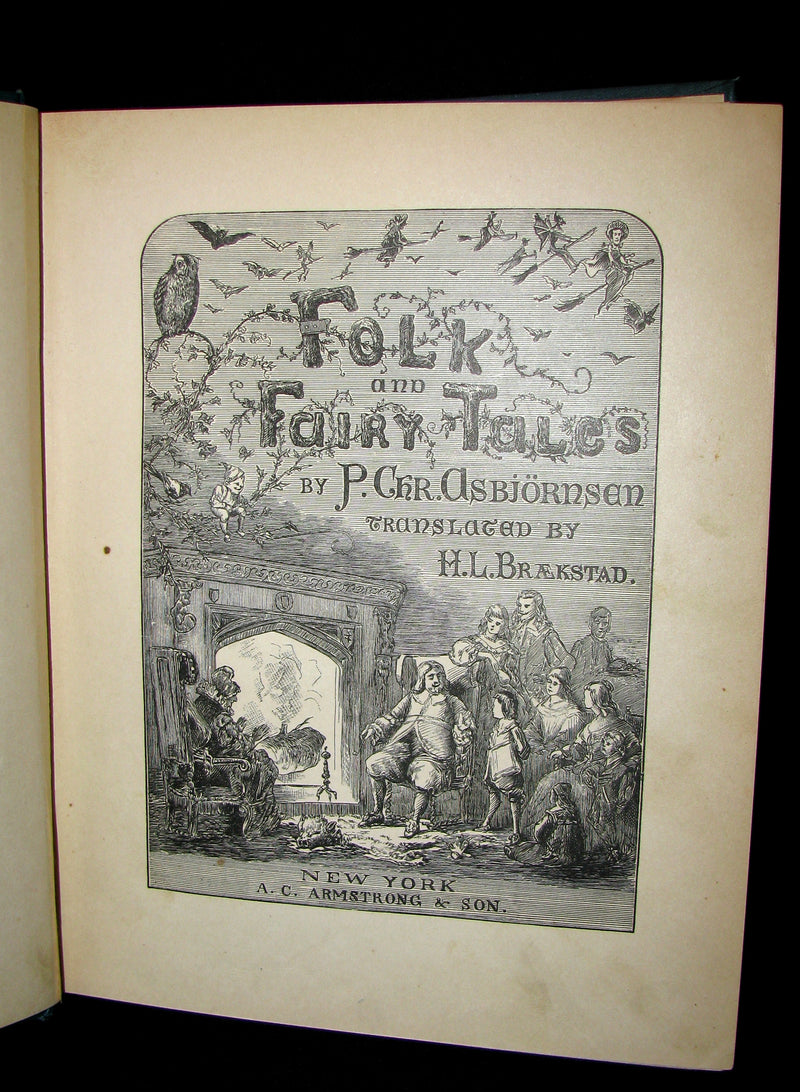 Folk
and
Fairy Tales
by P. Chr. Asbjörnsen
translated by
H. L. Brækstad.
NEW YORK
A. C. ARMSTRONG & SON.